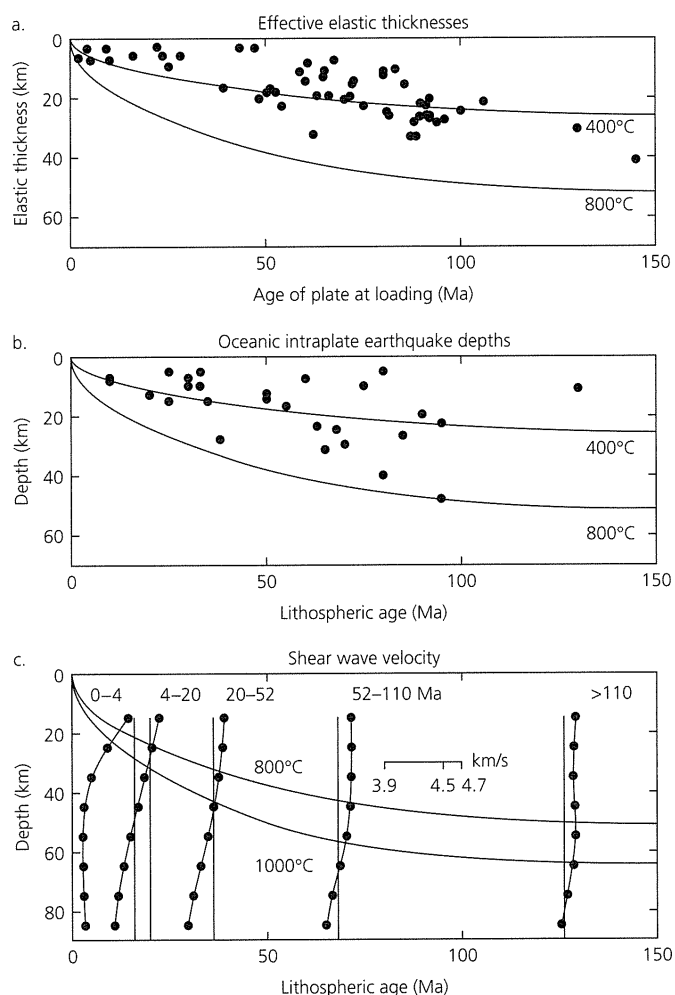 a.
Effective elastic thicknesses
0
20
40
60
Elastic thickness (km)
400°C
800°C
0 50 100 150
Age of plate at loading (Ma)
b.
Oceanic intraplate earthquake depths
0
20
40
60
Depth (km)
400°C
800°C
0 50 100 150
Lithospheric age (Ma)
c.
Shear wave velocity
0
20
40
60
80
Depth (km)
0–4 4–20 20–52 52–110 Ma >110
km/s
3.9 4.5 4.7
800°C
1000°C
0 50 100 150
Lithospheric age (Ma)